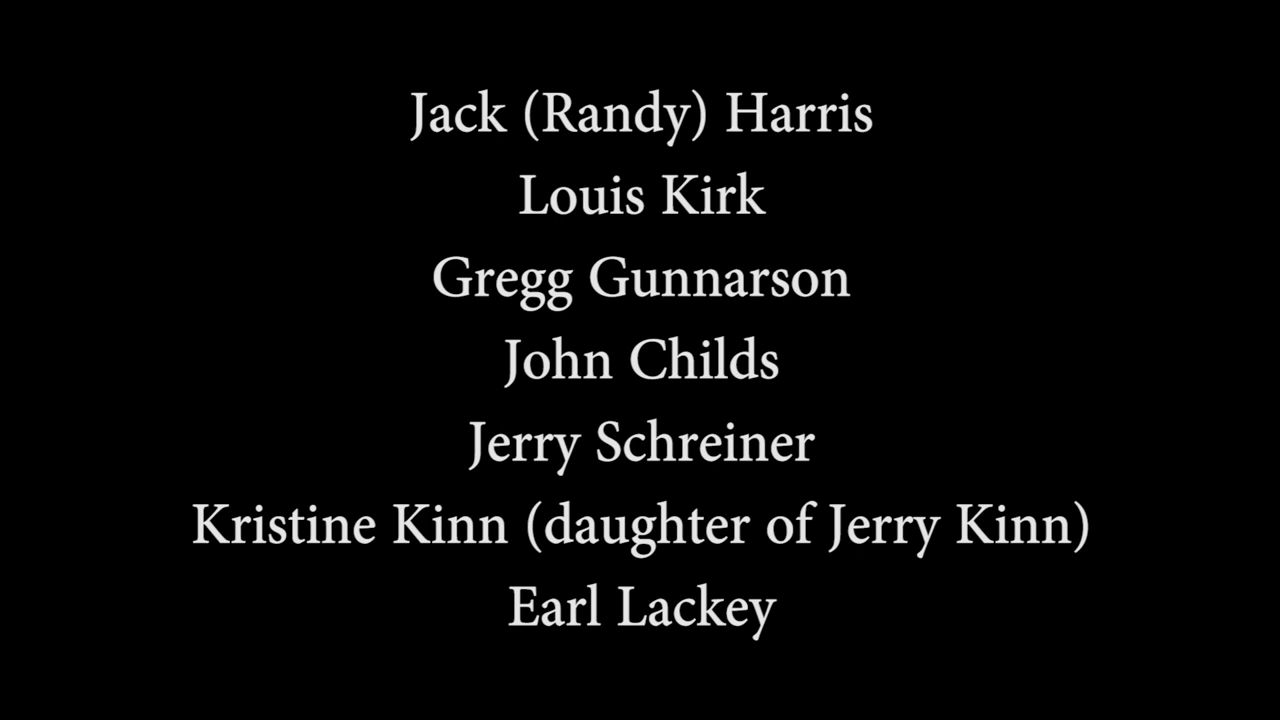 Jack (Randy) Harris
Louis Kirk
Gregg Gunnarson
John Childs
Jerry Schreiner
Kristine Kinn (daughter of Jerry Kinn)
Earl Lackey